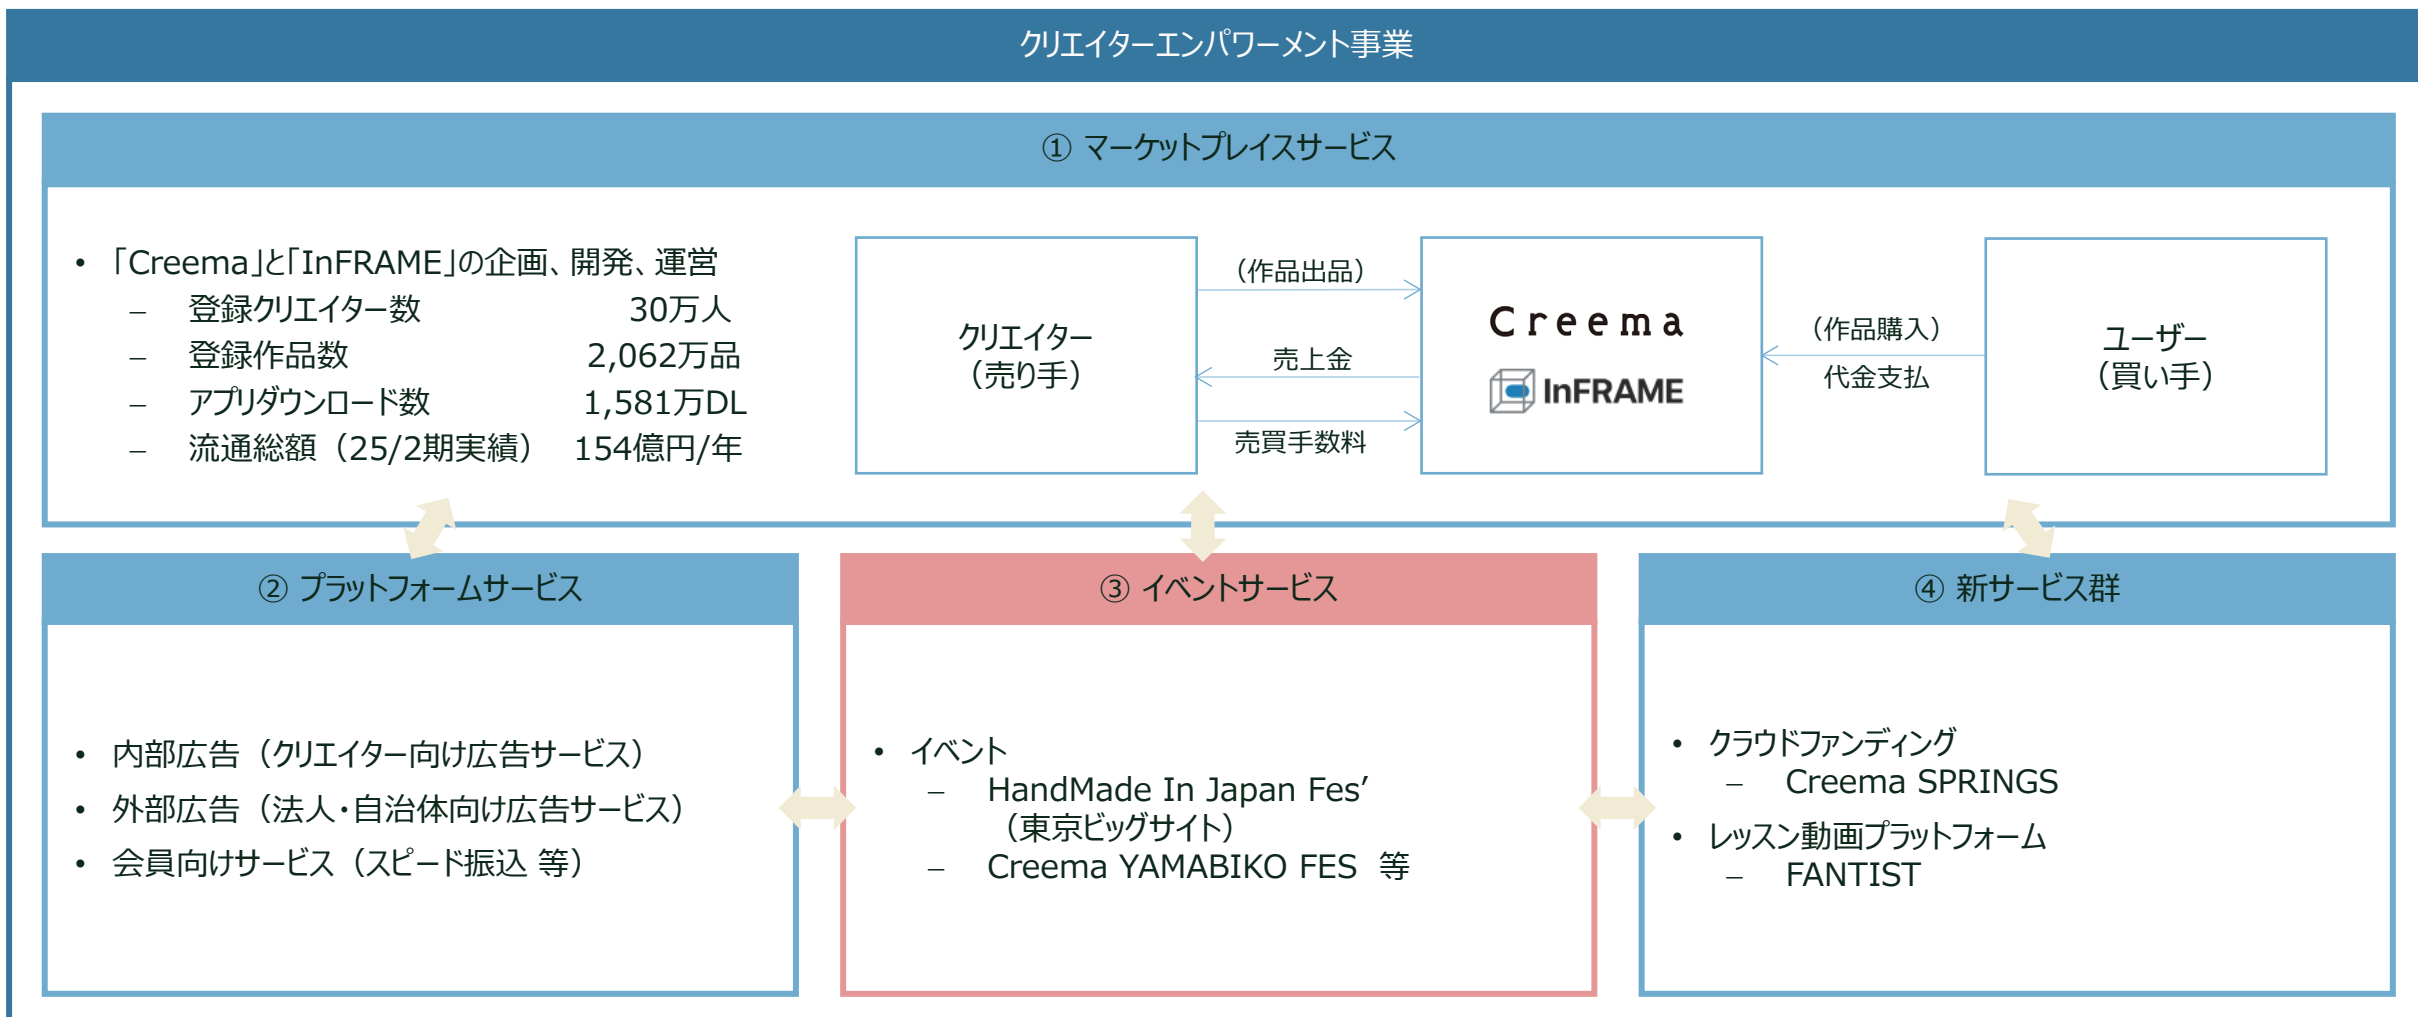 クリエイターエンパワーメント事業
① マーケットプレイスサービス
• 「Creema」と「InFRAME」の企画、開発、運営
– 登録クリエイター数 30万人
– 登録作品数 2,062万品
– アプリダウンロード数 1,581万DL
– 流通総額（25/2期実績） 154億円/年
クリエイター
（売り手）
（作品出品）
売上金
売買手数料
Creema
InFRAME
（作品購入）
代金支払
ユーザー
（買い手）
② プラットフォームサービス
• 内部広告（クリエイター向け広告サービス）
• 外部広告（法人・自治体向け広告サービス）
• 会員向けサービス（スピード振込 等）
③ イベントサービス
• イベント
– HandMade In Japan Fes’
（東京ビッグサイト）
– Creema YAMABIKO FES 等
④ 新サービス群
• クラウドファンディング
– Creema SPRINGS
• レッスン動画プラットフォーム
– FANTIST